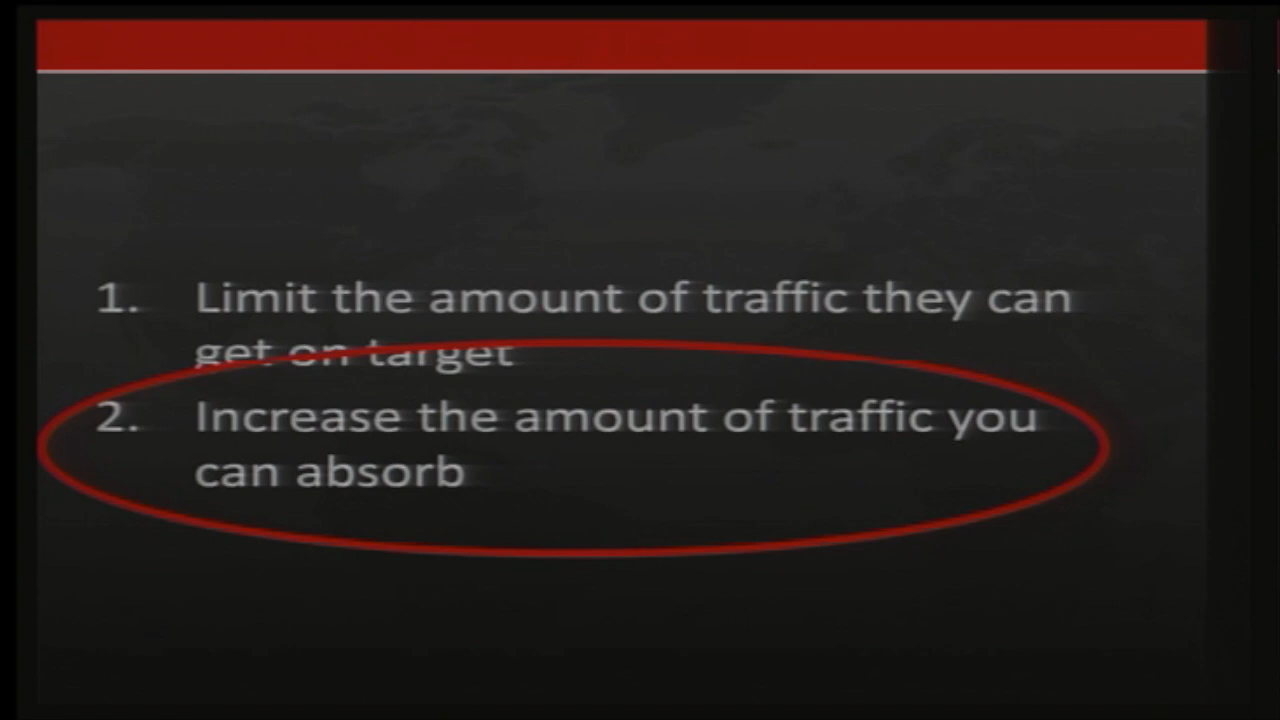 1. Limit the amount of traffic they can
get on target
2. Increase the amount of traffic you
can absorb